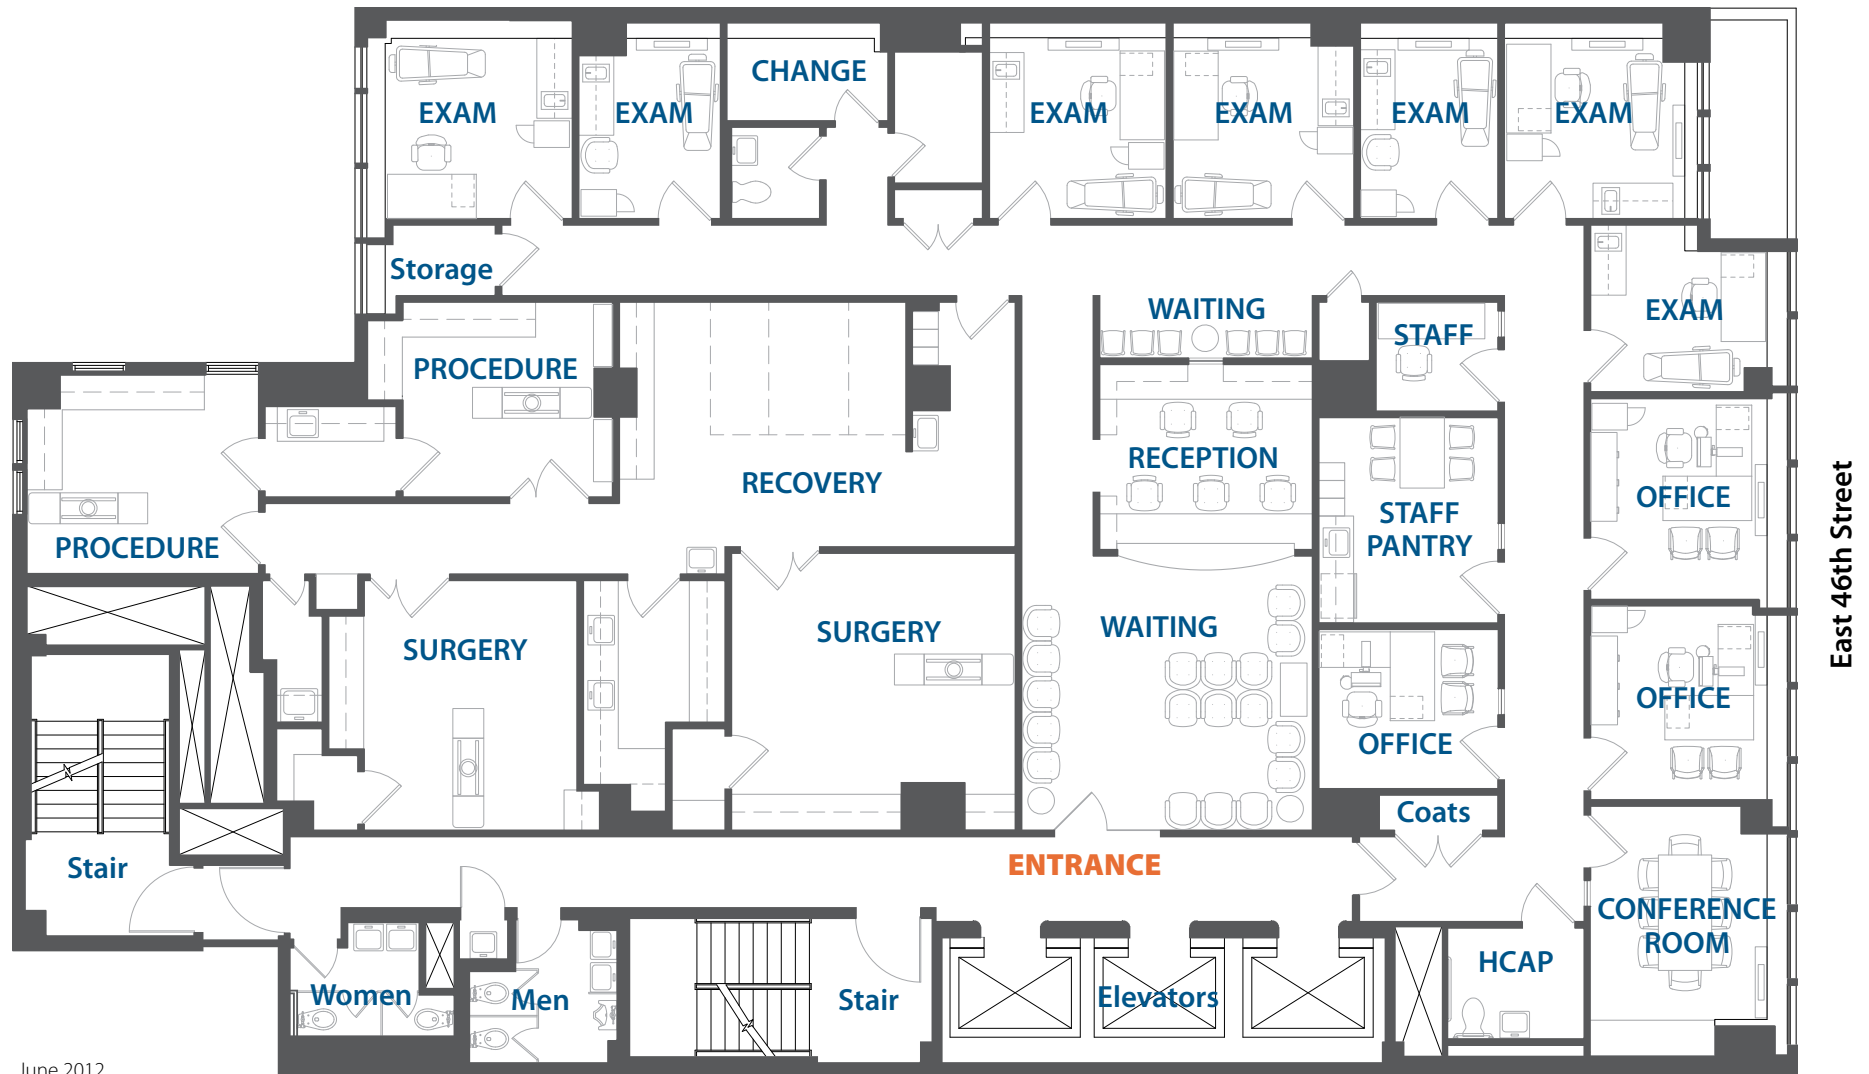 CHANGE
EXAM
EXAM
EXAM
EXAM
EXAM
EXAM
Storage
WAITING
EXAM
STAFF
PROCEDURE
RECEPTION
RECOVERY
OFFICE
STAFF
PANTRY
PROCEDURE
East 46th Street
WAITING
SURGERY
SURGERY
OFFICE
OFFICE
Coats
ENTRANCE
Stair
CONFERENCE
ROOM
HCAP
Women
Men
Stair
Elevators
June 2012